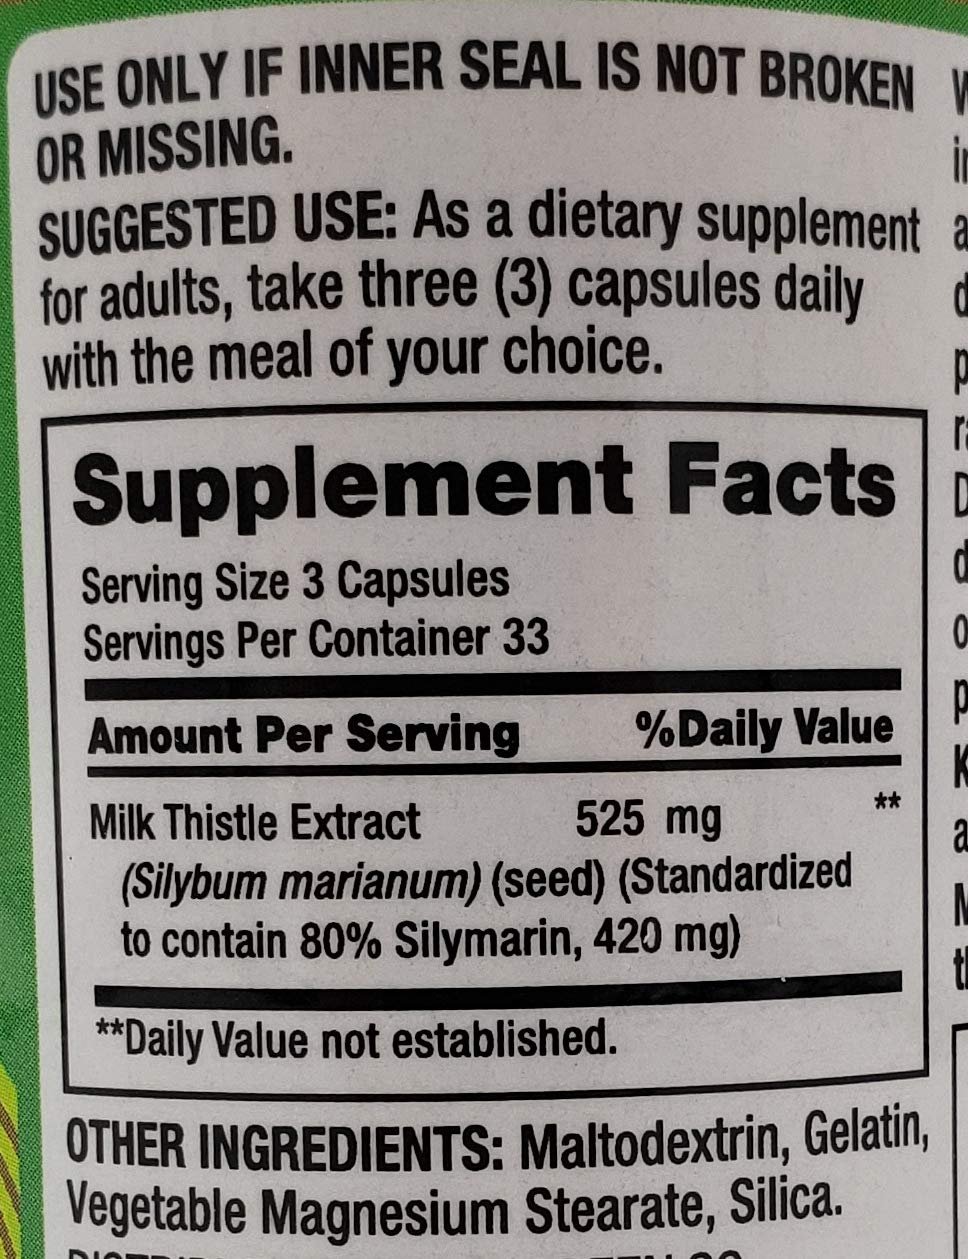 USE ONLY IF INNER SEAL IS NOT BROKEN
OR MISSING.
SUGGESTED USE: As a dietary supplement
for adults, take three (3) capsules daily
with the meal of your choice.
Supplement Facts
Serving Size 3 Capsules
Servings Per Container 33
Amount Per Serving %Daily Value
Milk Thistle Extract 525 mg **
(Silybum marianum) (seed) (Standardized
to contain 80% Silymarin, 420 mg)
**Daily Value not established.
OTHER INGREDIENTS: Maltodextrin, Gelatin,
Vegetable Magnesium Stearate, Silica.